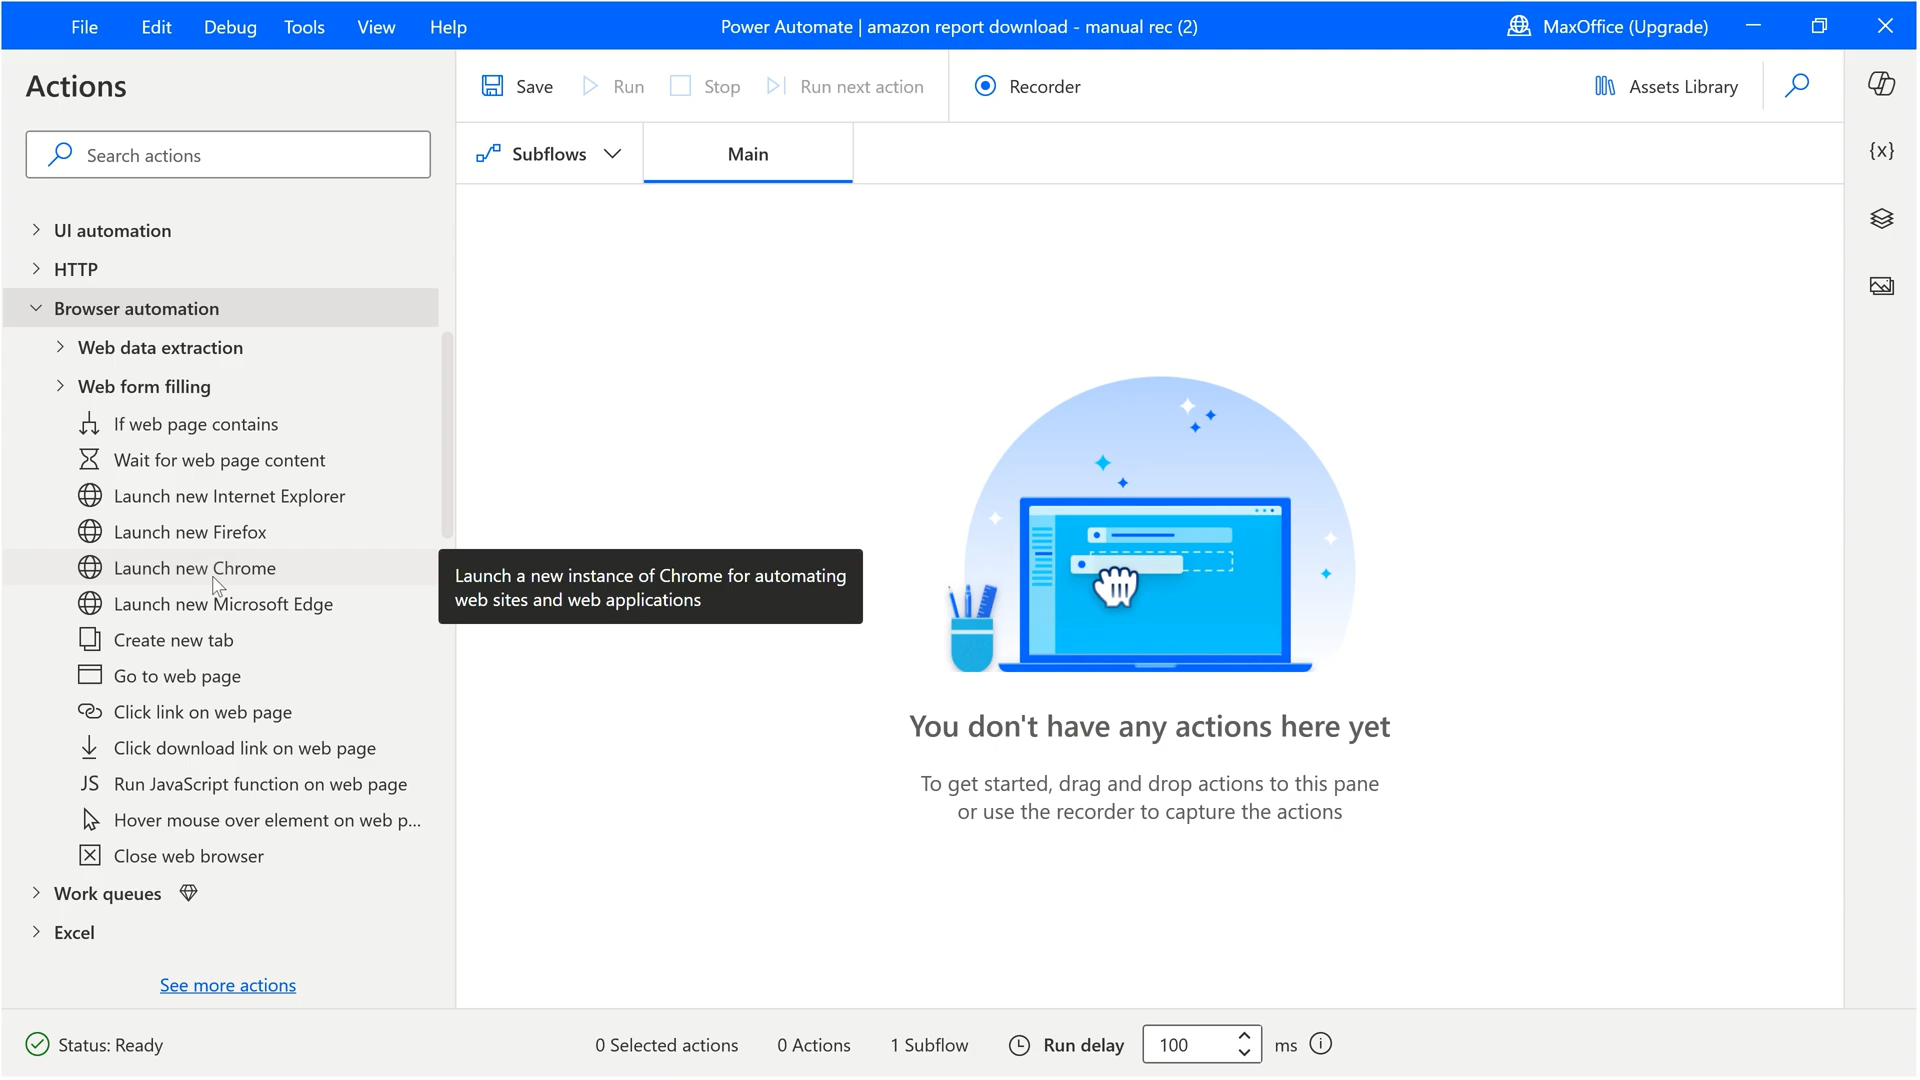 File Edit Debug Tools View Help Power Automate | amazon report download - manual rec (2) MaxOffice (Upgrade)
Actions
Search actions
UI automation
HTTP
Browser automation
Web data extraction
Web form filling
If web page contains
Wait for web page content
Launch new Internet Explorer
Launch new Firefox
Launch new Chrome
Launch new Microsoft Edge
Create new tab
Go to web page
Click link on web page
Click download link on web page
JS Run JavaScript function on web page
Hover mouse over element on web p...
Close web browser
Work queues
Excel
See more actions
Save Run Stop Run next action Recorder Assets Library
Subflows Main
{x}
Launch a new instance of Chrome for automating
web sites and web applications
You don't have any actions here yet
To get started, drag and drop actions to this pane
or use the recorder to capture the actions
Status: Ready 0 Selected actions 0 Actions 1 Subflow Run delay 100 ms